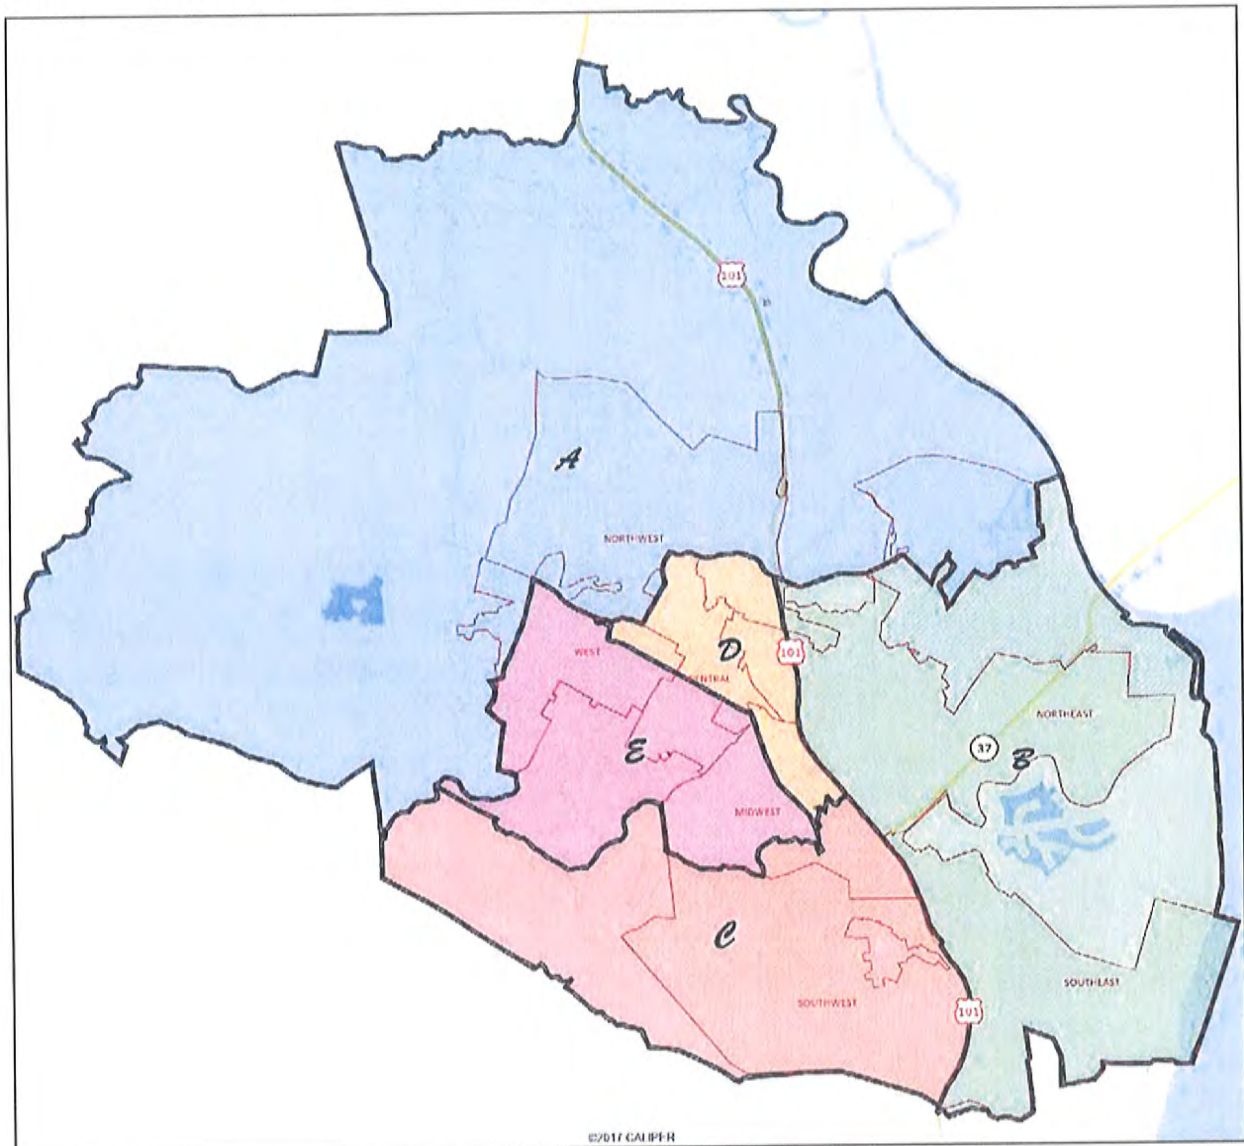 101
A
NORTHWEST
D
101
WEST
CENTRAL
NORTHEAST
E
37
B
MIDWEST
C
SOUTHEAST
SOUTHWEST
101
©2017 CALIPER